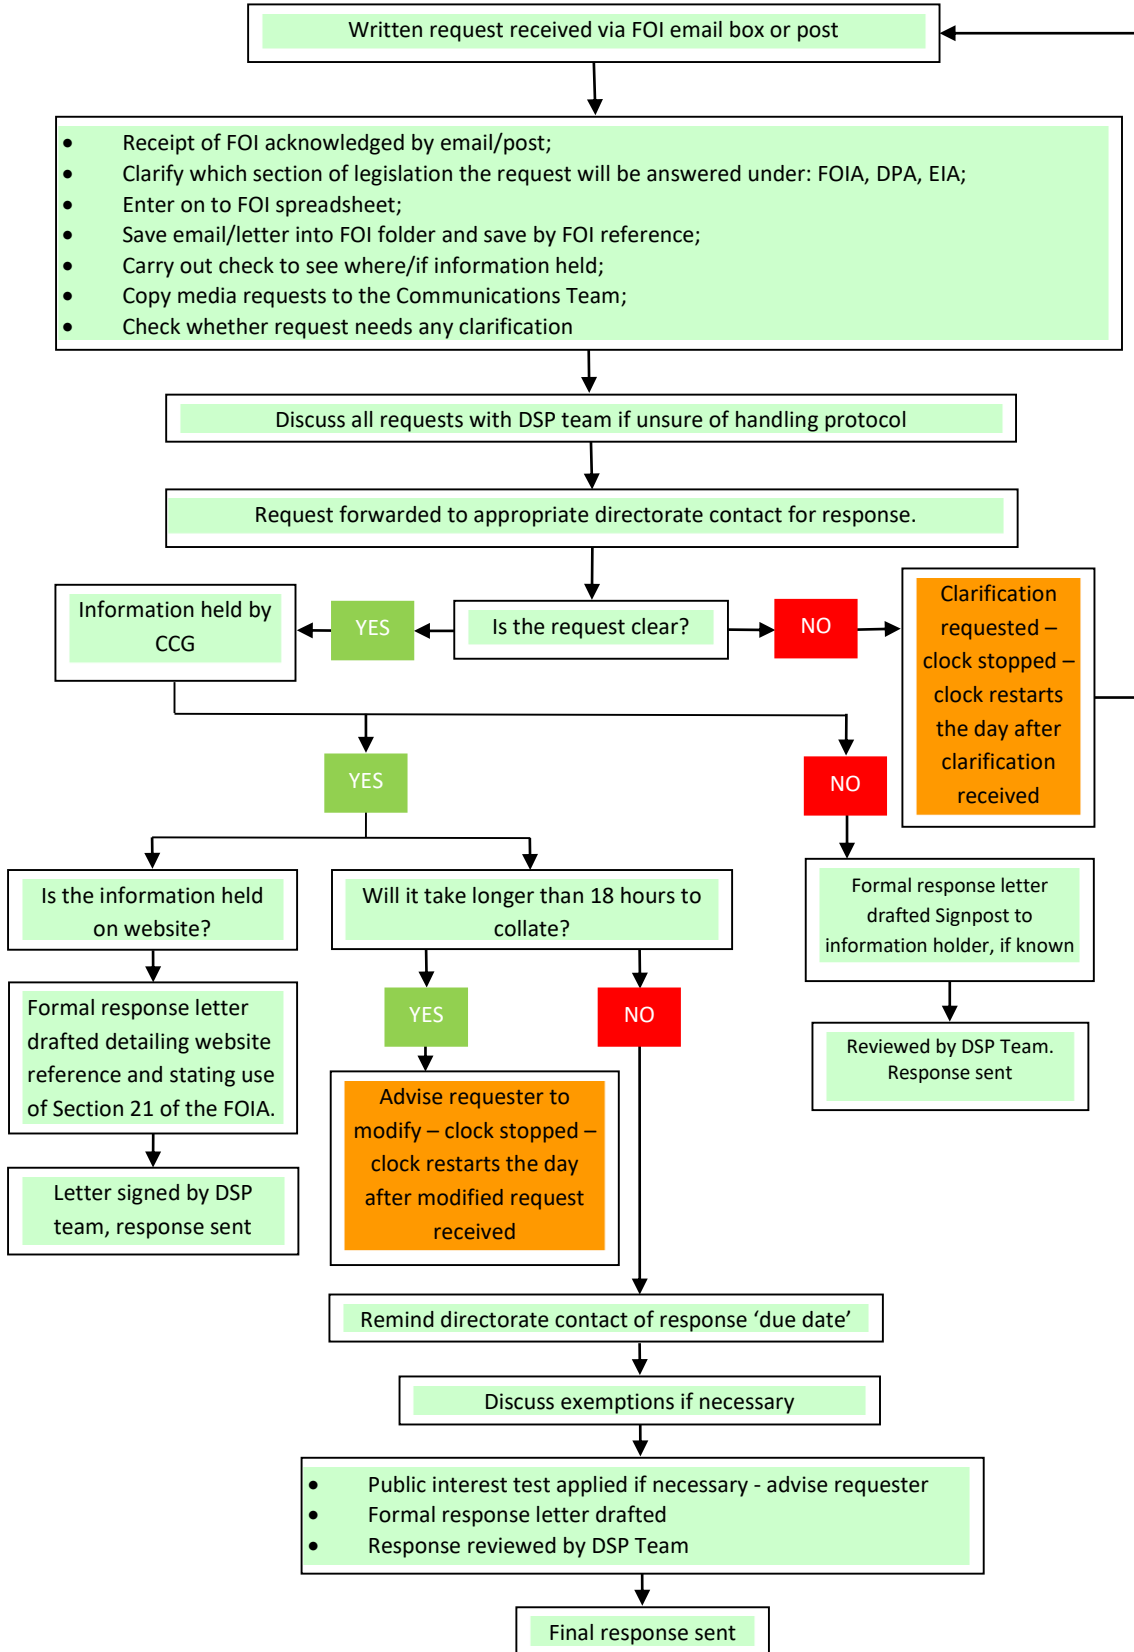 Written request received via FOI email box or post
• Receipt of FOI acknowledged by email/post;
• Clarify which section of legislation the request will be answered under: FOIA, DPA, EIA;
• Enter on to FOI spreadsheet;
• Save email/letter into FOI folder and save by FOI reference;
• Carry out check to see where/if information held;
• Copy media requests to the Communications Team;
• Check whether request needs any clarification
Discuss all requests with DSP team if unsure of handling protocol
Request forwarded to appropriate directorate contact for response.
Information held by
CCG
YES
Is the request clear?
NO
Clarification
requested –
clock stopped –
clock restarts
the day after
clarification
received
YES
NO
Is the information held
on website?
Will it take longer than 18 hours to
collate?
Formal response letter
drafted Signpost to
information holder, if known
Formal response letter
drafted detailing website
reference and stating use
of Section 21 of the FOIA.
YES
NO
Reviewed by DSP Team.
Response sent
Advise requester to
modify – clock stopped –
clock restarts the day
after modified request
received
Letter signed by DSP
team, response sent
Remind directorate contact of response ‘due date’
Discuss exemptions if necessary
• Public interest test applied if necessary - advise requester
• Formal response letter drafted
• Response reviewed by DSP Team
Final response sent